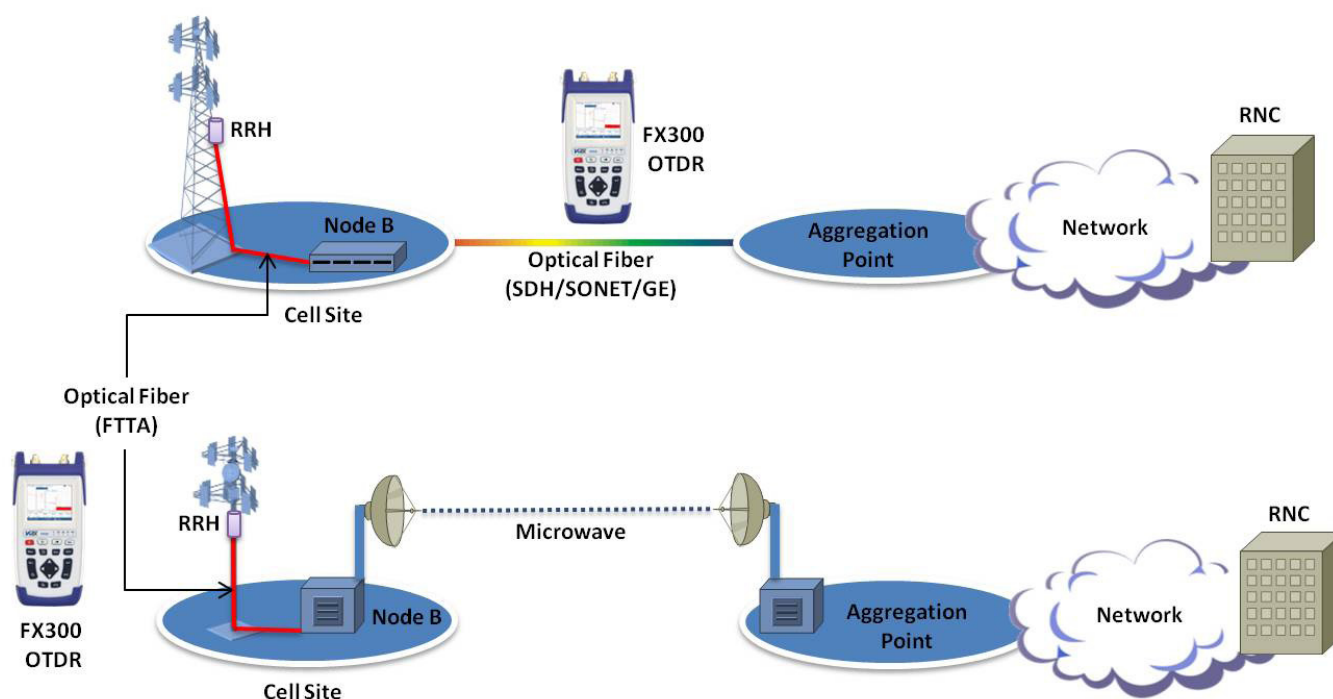 RRH
FX300
OTDR
RNC
Node B
Aggregation
Point
Network
Optical Fiber
(SDH/SONET/GE)
Cell Site
Optical Fiber
(FTTA)
RRH
Microwave
RNC
Node B
Aggregation
Point
Network
FX300
OTDR
Cell Site